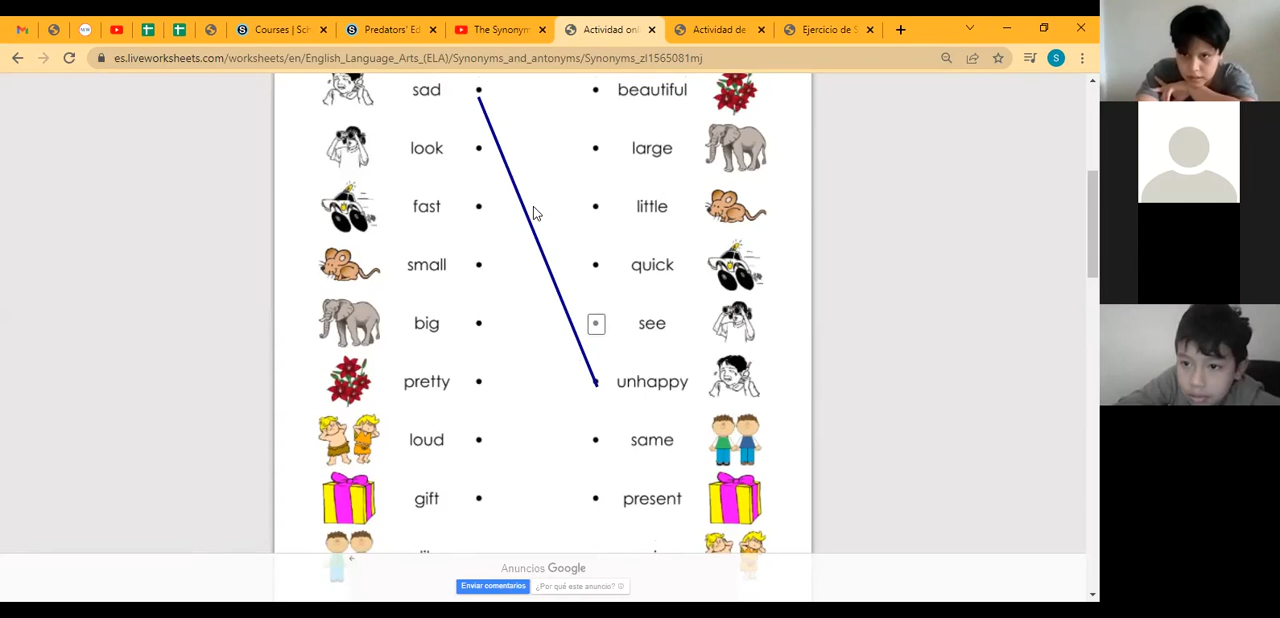 Courses | Sch
Predators' Ed
The Synonym
Actividad onl
Actividad de
Ejercicio de S
es.liveworksheets.com/worksheets/en/English_Language_Arts_(ELA)/Synonyms_and_antonyms/Synonyms_zl1565081mj
sad beautiful
look large
fast little
small quick
big see
pretty unhappy
loud same
gift present
Anuncios Google
Enviar comentarios ¿Por qué este anuncio?